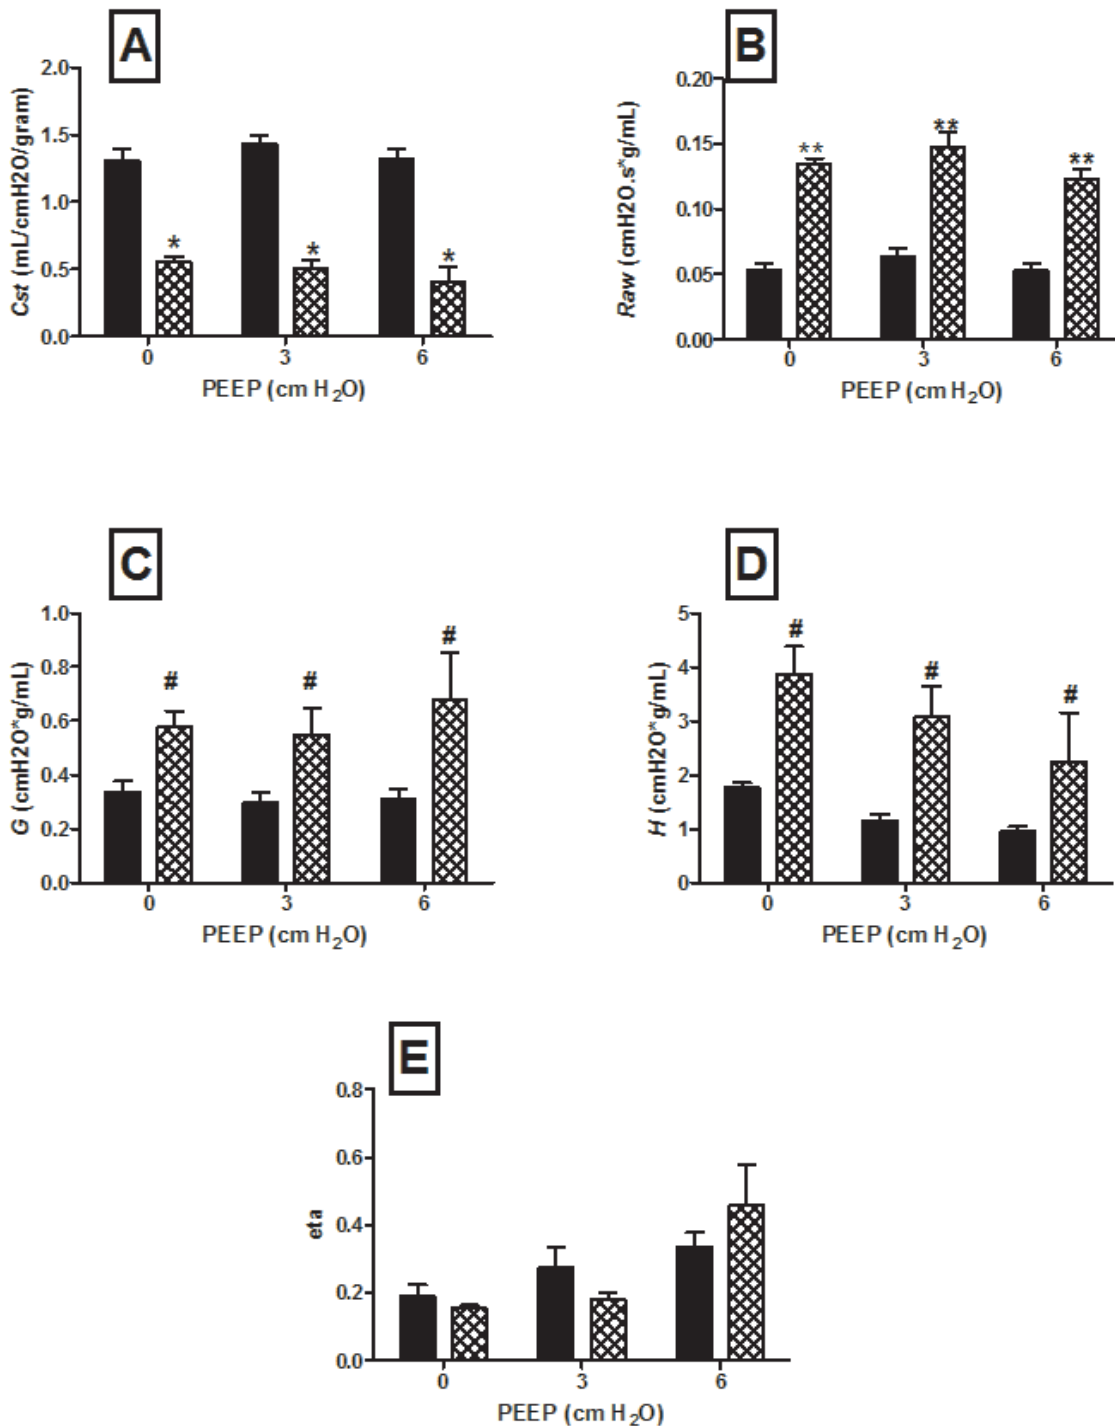 A
Cst (mL/cmH2O/gram)
2.0
1.5
1.0
0.5
0.0
* * *
0 3 6
PEEP (cm H₂O)
B
Raw (cmH2O.s*g/mL)
0.20
0.15
0.10
0.05
0.00
** ** **
0 3 6
PEEP (cm H₂O)
C
G (cmH2O*g/mL)
1.0
0.8
0.6
0.4
0.2
0.0
# # #
0 3 6
PEEP (cm H₂O)
D
H (cmH2O*g/mL)
5
4
3
2
1
0
# # #
0 3 6
PEEP (cm H₂O)
E
eta
0.8
0.6
0.4
0.2
0.0
0 3 6
PEEP (cm H₂O)